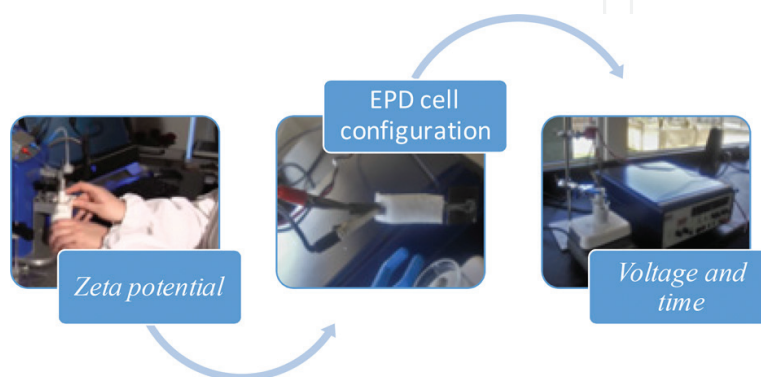 Zeta potential
EPD cell
configuration
Voltage and
time